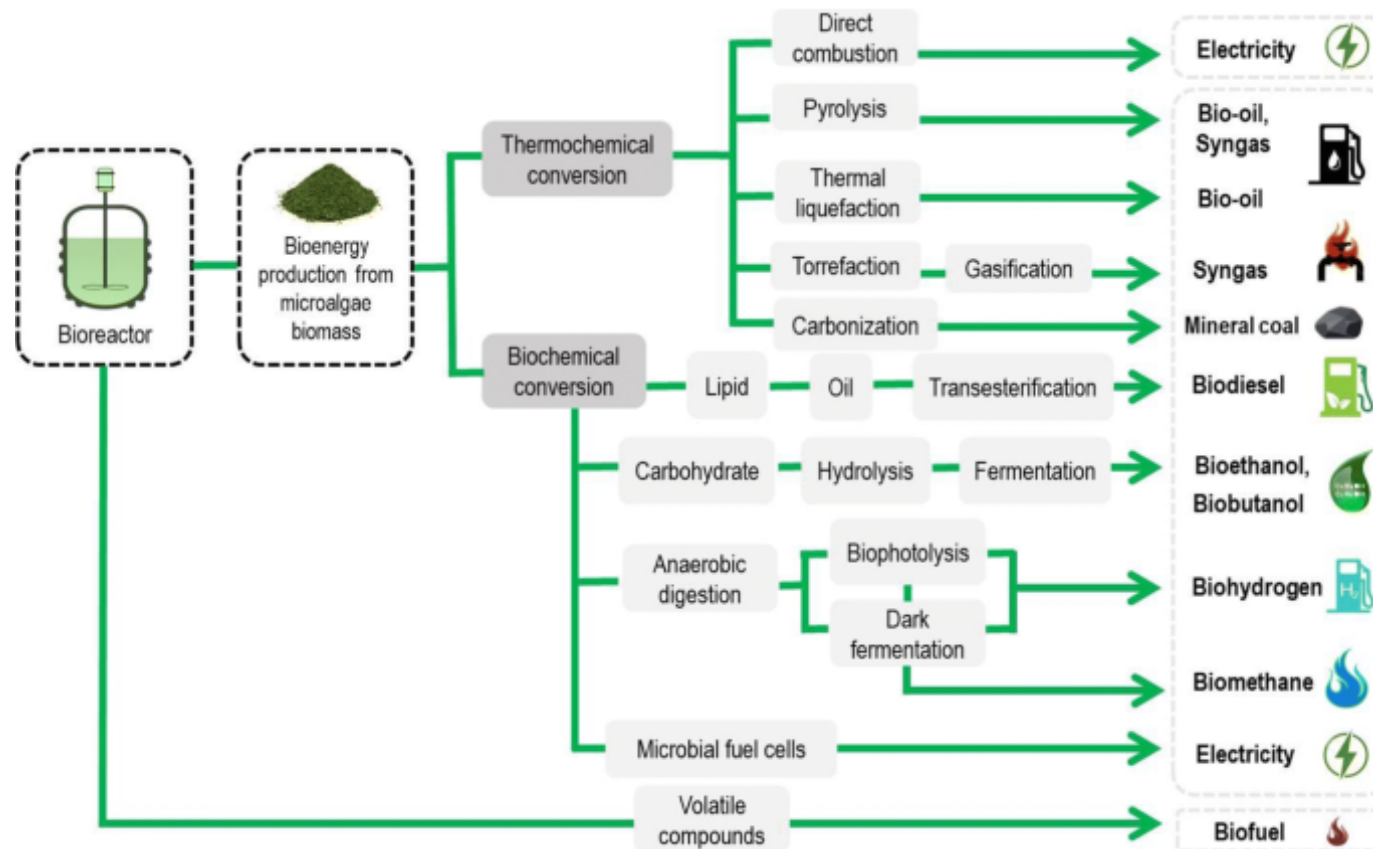 Direct
combustion
Electricity
Pyrolysis
Bio-oil,
Syngas
Thermochemical
conversion
Thermal
liquefaction
Bio-oil
Bioreactor
Bioenergy
production from
microalgae
biomass
Torrefaction
Gasification
Syngas
Carbonization
Mineral coal
Biochemical
conversion
Lipid
Oil
Transesterification
Biodiesel
Carbohydrate
Hydrolysis
Fermentation
Bioethanol,
Biobutanol
Anaerobic
digestion
Biophotolysis
Dark
fermentation
Biohydrogen
H2
Biomethane
Microbial fuel cells
Electricity
Volatile
compounds
Biofuel